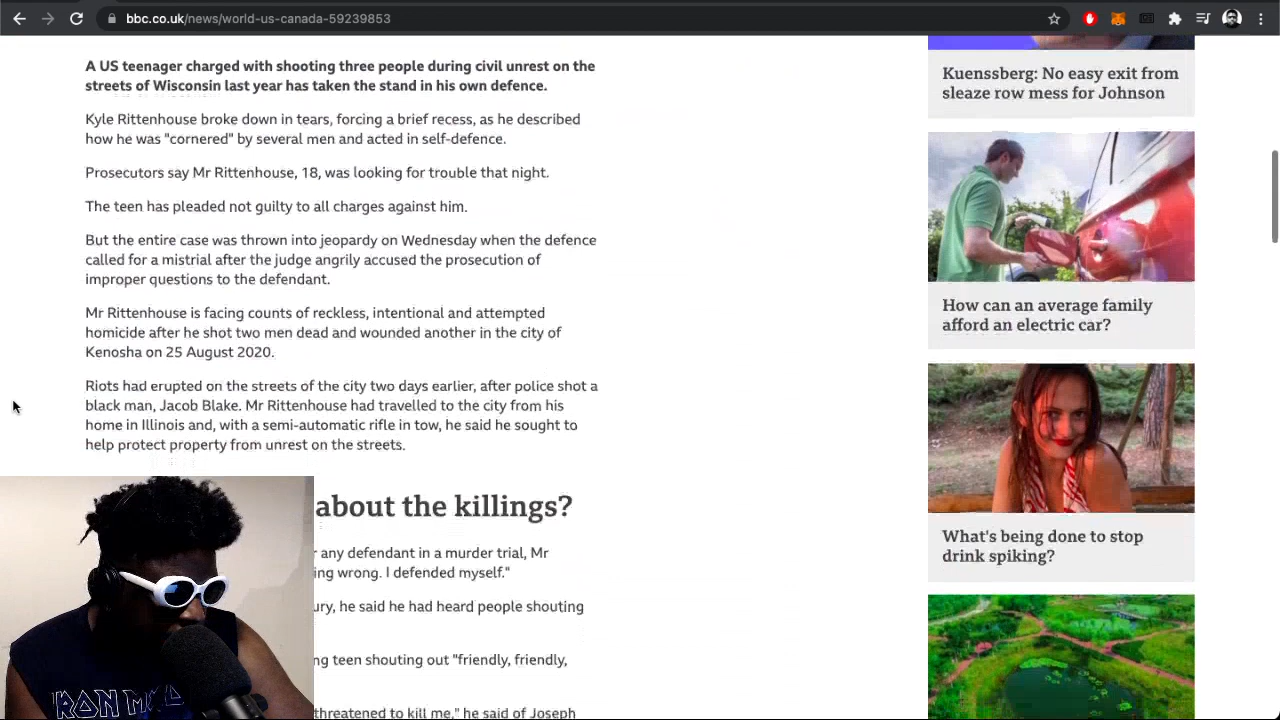 bbc.co.uk/news/world-us-canada-59239853
A US teenager charged with shooting three people during civil unrest on the
streets of Wisconsin last year has taken the stand in his own defence.
Kyle Rittenhouse broke down in tears, forcing a brief recess, as he described
how he was "cornered" by several men and acted in self-defence.
Prosecutors say Mr Rittenhouse, 18, was looking for trouble that night.
The teen has pleaded not guilty to all charges against him.
But the entire case was thrown into jeopardy on Wednesday when the defence
called for a mistrial after the judge angrily accused the prosecution of
improper questions to the defendant.
Mr Rittenhouse is facing counts of reckless, intentional and attempted
homicide after he shot two men dead and wounded another in the city of
Kenosha on 25 August 2020.
Riots had erupted on the streets of the city two days earlier, after police shot a
black man, Jacob Blake. Mr Rittenhouse had travelled to the city from his
home in Illinois and, with a semi-automatic rifle in tow, he said he sought to
help protect property from unrest on the streets.
about the killings?
any defendant in a murder trial, Mr
ing wrong. I defended myself."
ury, he said he had heard people shouting
ng teen shouting out "friendly, friendly,
threatened to kill me," he said of Joseph
Kuenssberg: No easy exit from
sleaze row mess for Johnson
How can an average family
afford an electric car?
What's being done to stop
drink spiking?